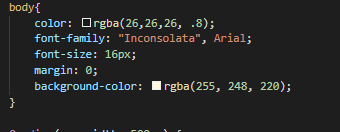 body{
    color: rgba(26,26,26, .8);
    font-family: "Inconsolata", Arial;
    font-size: 16px;
    margin: 0;
    background-color: rgba(255, 248, 220);
}